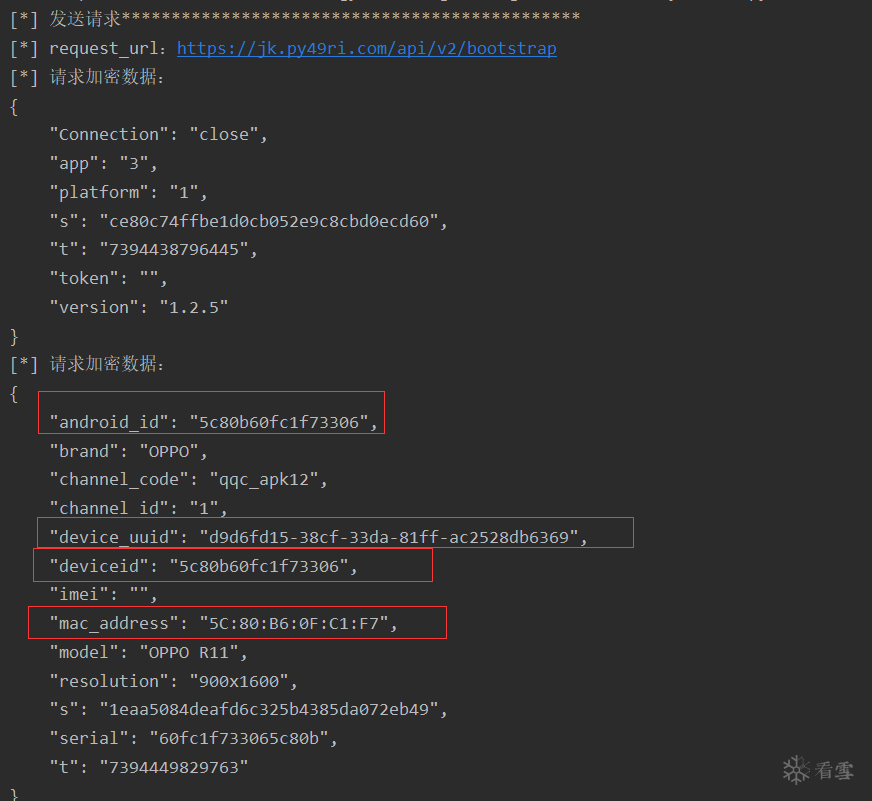 [*] 发送请求**********************************************
[*] request_url：https://jk.py49ri.com/api/v2/bootstrap
[*] 请求加密数据：
{
    "Connection": "close",
    "app": "3",
    "platform": "1",
    "s": "ce80c74ffbe1d0cb052e9c8cbd0ecd60",
    "t": "7394438796445",
    "token": "",
    "version": "1.2.5"
}
[*] 请求加密数据：
{
    "android_id": "5c80b60fc1f73306",
    "brand": "OPPO",
    "channel_code": "qqc_apk12",
    "channel_id": "1",
    "device_uuid": "d9d6fd15-38cf-33da-81ff-ac2528db6369",
    "deviceid": "5c80b60fc1f73306",
    "imei": "",
    "mac_address": "5C:80:B6:0F:C1:F7",
    "model": "OPPO R11",
    "resolution": "900x1600",
    "s": "1eaa5084deafd6c325b4385da072eb49",
    "serial": "60fc1f733065c80b",
    "t": "7394449829763"
}
看雪